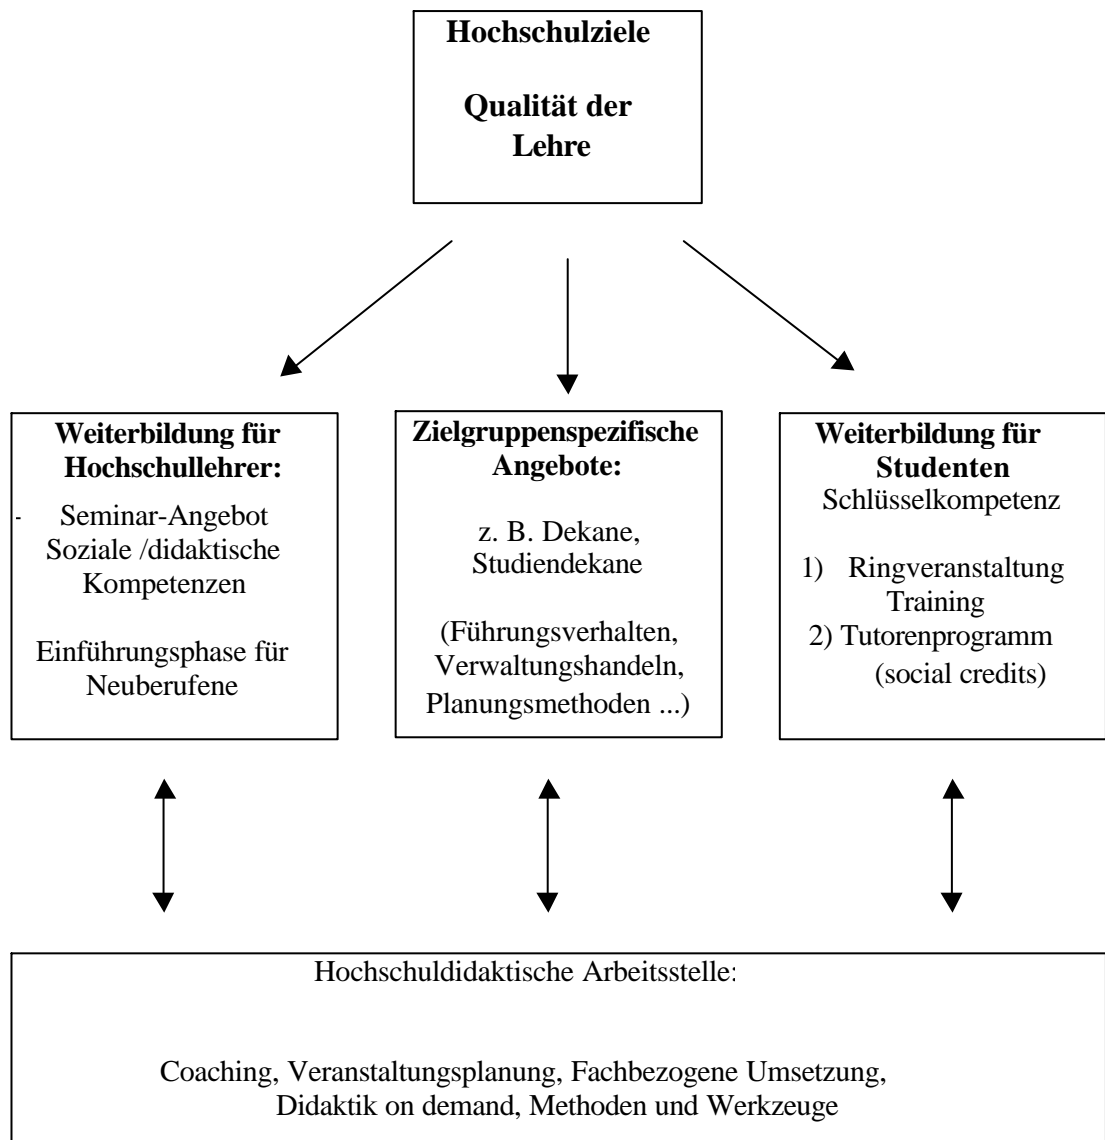 Hochschulziele
Qualität der
Lehre
Weiterbildung für
Hochschullehrer:
- Seminar-Angebot
Soziale /didaktische
Kompetenzen
Einführungsphase für
Neuberufene
Zielgruppenspezifische
Angebote:
z. B. Dekane,
Studiendekane
(Führungsverhalten,
Verwaltungshandeln,
Planungsmethoden ...)
Weiterbildung für
Studenten
Schlüsselkompetenz
1) Ringveranstaltung
Training
2) Tutorenprogramm
(social credits)
Hochschuldidaktische Arbeitsstelle:
Coaching, Veranstaltungsplanung, Fachbezogene Umsetzung,
Didaktik on demand, Methoden und Werkzeuge